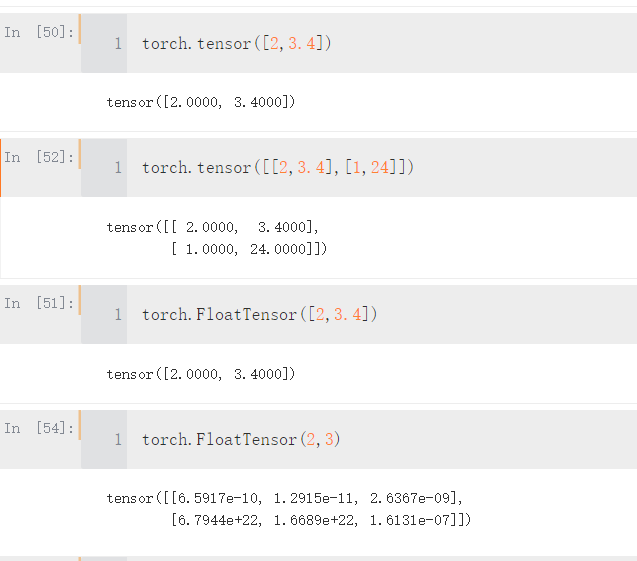 In [50]:
1 torch.tensor([2,3.4])
tensor([2.0000, 3.4000])
In [52]:
1 torch.tensor([[2,3.4],[1,24]])
tensor([[ 2.0000,  3.4000],
        [ 1.0000, 24.0000]])
In [51]:
1 torch.FloatTensor([2,3.4])
tensor([2.0000, 3.4000])
In [54]:
1 torch.FloatTensor(2,3)
tensor([[6.5917e-10, 1.2915e-11, 2.6367e-09],
        [6.7944e+22, 1.6689e+22, 1.6131e-07]])